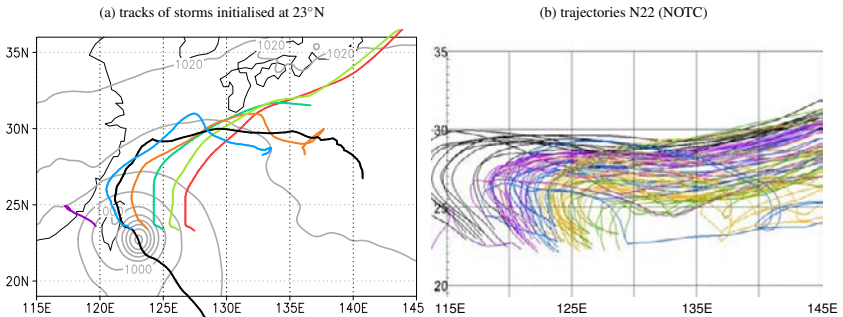 (a) tracks of storms initialised at 23°N
(b) trajectories N22 (NOTC)
35N
30N
25N
20N
1020
1020
1020
1000
115E 120E 125E 130E 135E 140E 145E
35
30
25
20
115E 125E 135E 145E